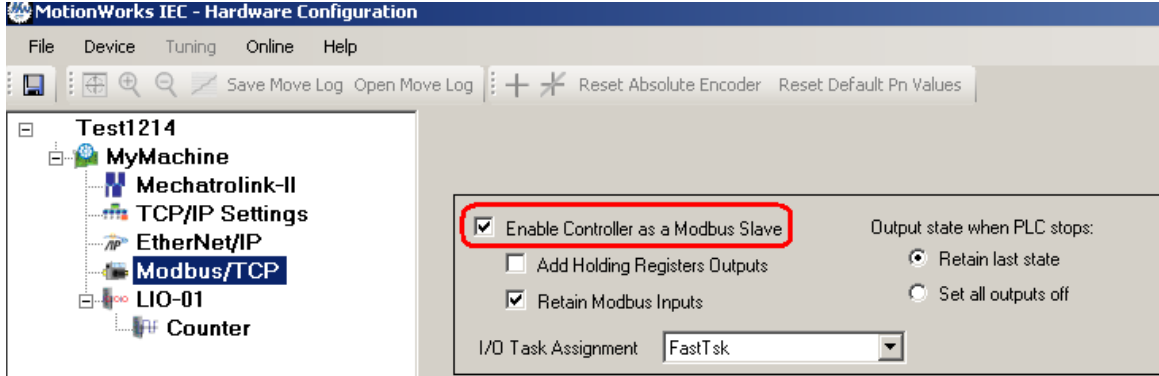 MotionWorks IEC - Hardware Configuration
File Device Tuning Online Help
Save Move Log Open Move Log Reset Absolute Encoder Reset Default Pn Values
Test1214
MyMachine
Mechatrolink-II
TCP/IP Settings
EtherNet/IP
Modbus/TCP
LIO-01
Counter
Enable Controller as a Modbus Slave
Add Holding Registers Outputs
Retain Modbus Inputs
I/O Task Assignment FastTsk
Output state when PLC stops:
Retain last state
Set all outputs off